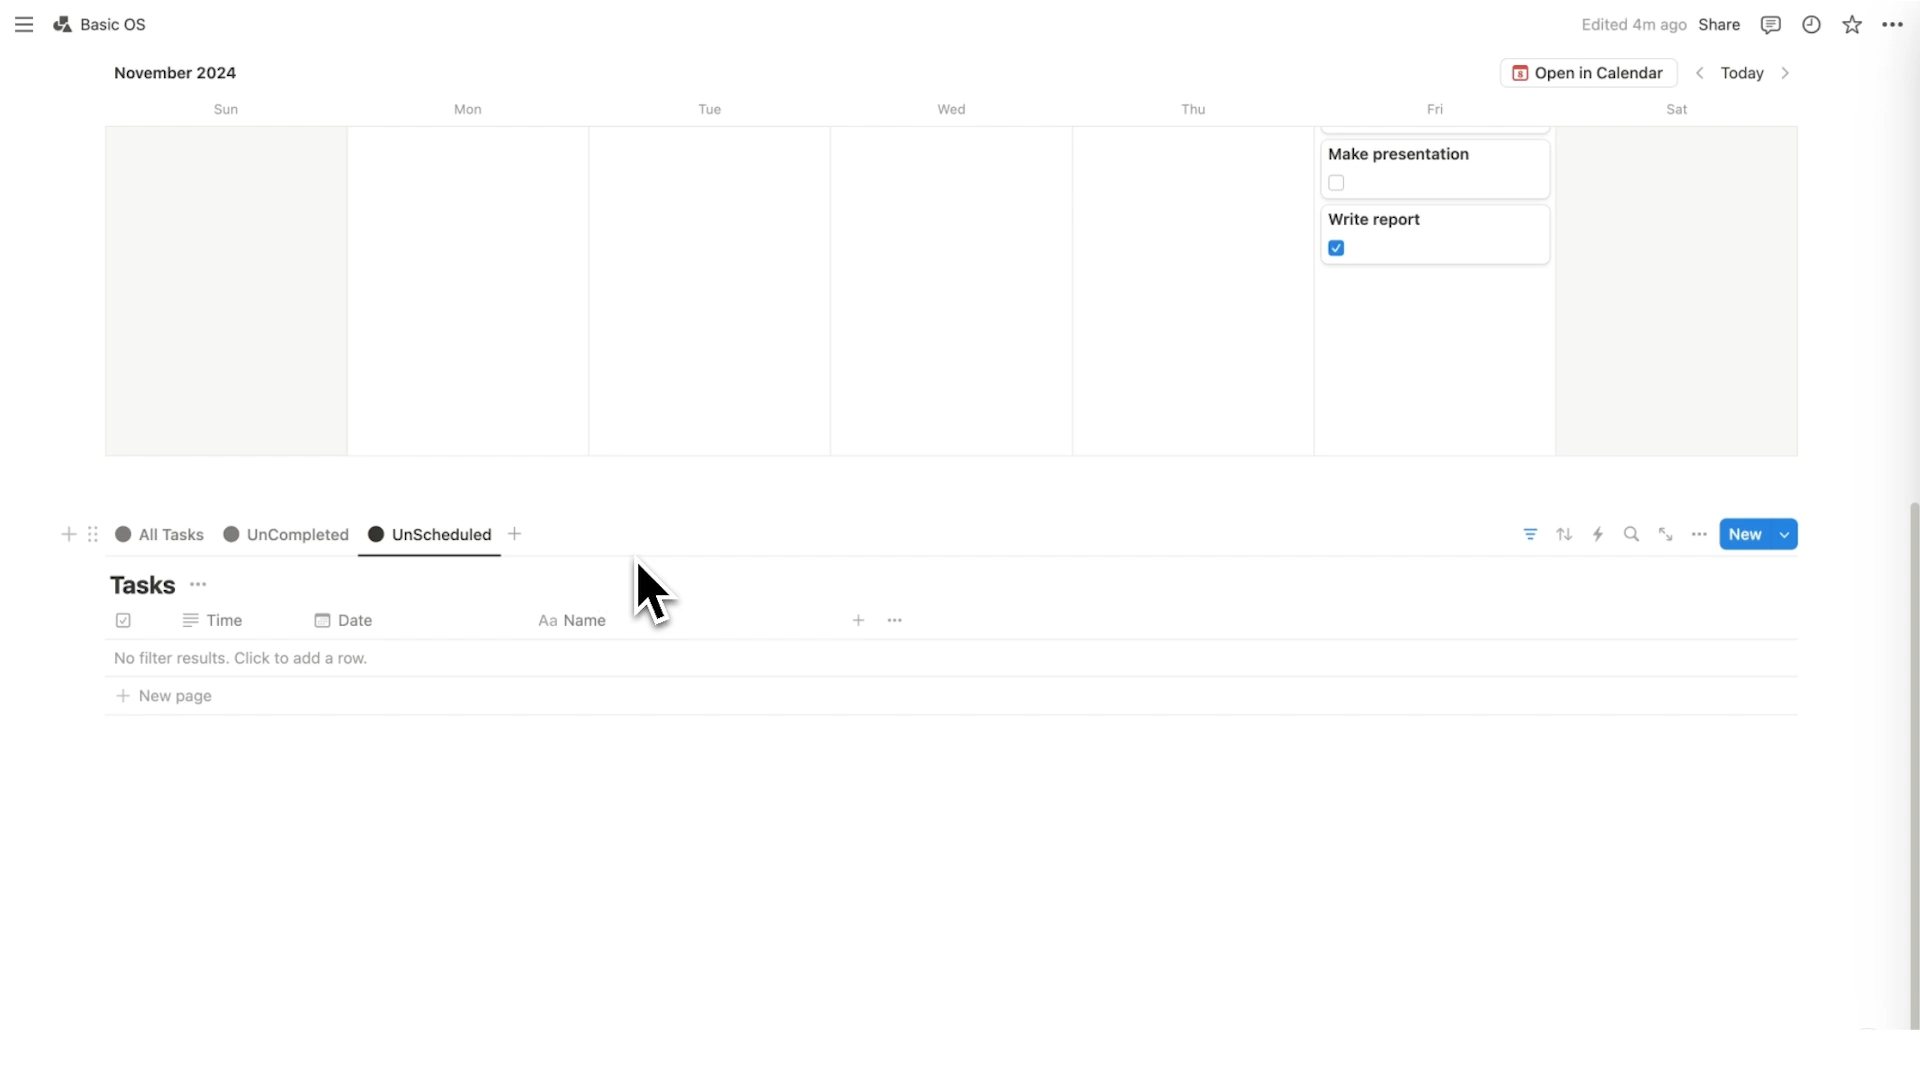 Basic OS
Edited 4m ago Share
November 2024
8 Open in Calendar Today
Sun Mon Tue Wed Thu Fri Sat
Make presentation
Write report
All Tasks UnCompleted UnScheduled
New
Tasks
Time Date Aa Name
No filter results. Click to add a row.
New page